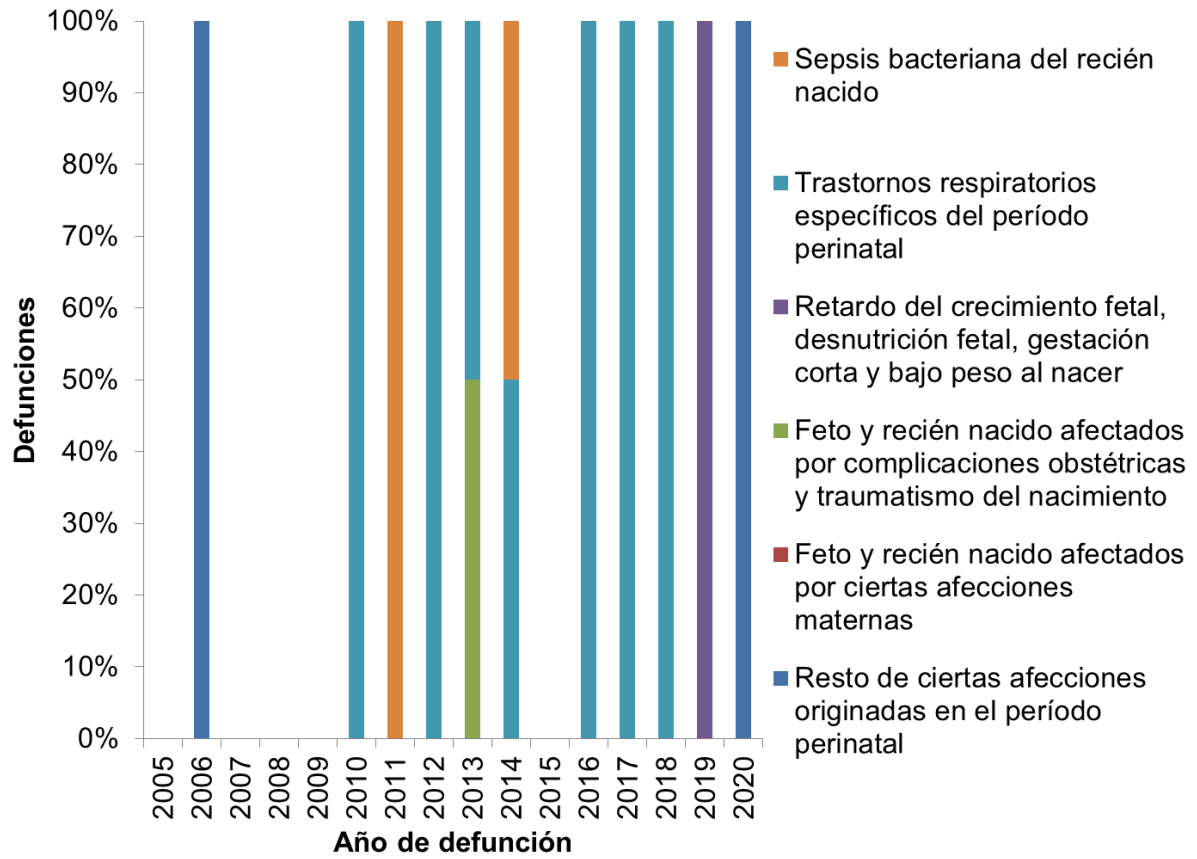 100%
90%
80%
70%
60%
50%
40%
30%
20%
10%
0%
Defunciones
2005
2006
2007
2008
2009
2010
2011
2012
2013
2014
2015
2016
2017
2018
2019
2020
Año de defunción
Sepsis bacteriana del recién
nacido
Trastornos respiratorios
específicos del período
perinatal
Retardo del crecimiento fetal,
desnutrición fetal, gestación
corta y bajo peso al nacer
Feto y recién nacido afectados
por complicaciones obstétricas
y traumatismo del nacimiento
Feto y recién nacido afectados
por ciertas afecciones
maternas
Resto de ciertas afecciones
originadas en el período
perinatal